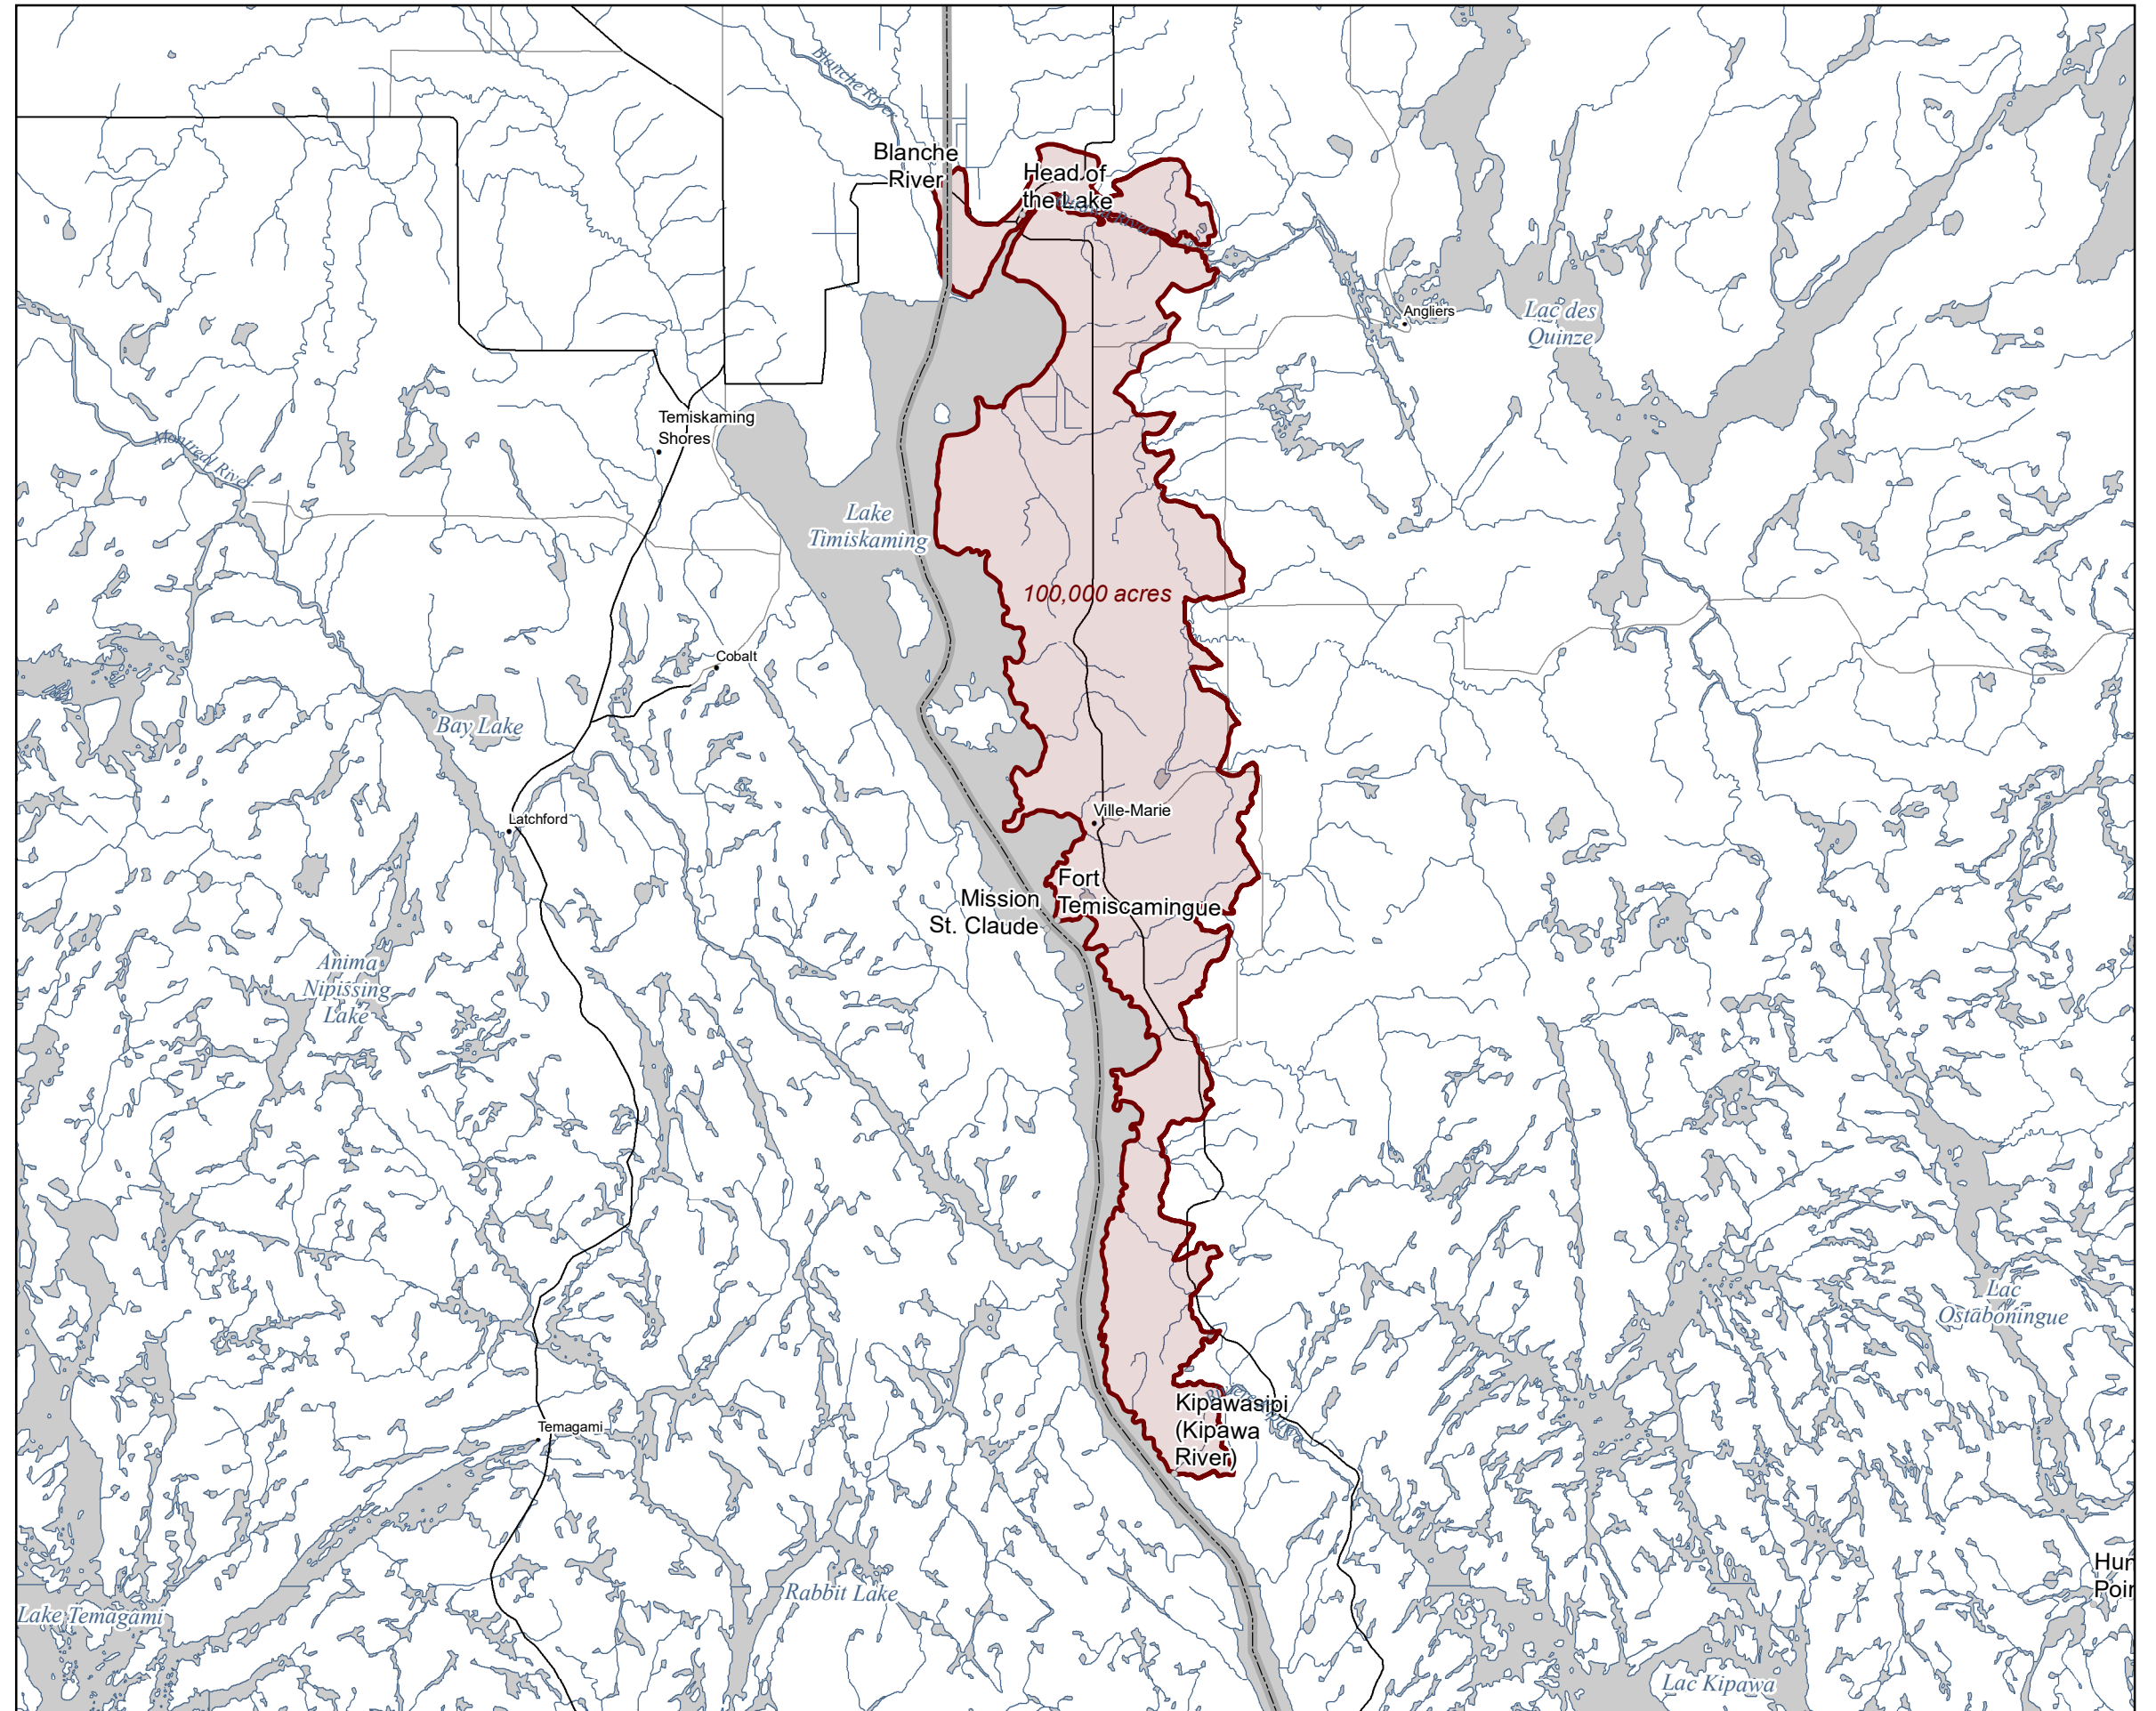 Blanche River
Blanche
River
Head of
the Lake
River
Angliers
Lac des
Quinze
Temiskaming
Shores
Montreal River
Lake
Timiskaming
100,000 acres
Cobalt
Bay Lake
Ville-Marie
Latchford
Fort
Temiscamingue
Mission
St. Claude
Anima
Nipissing
Lake
Lac
Ostaboningue
Kipawasipi
(Kipawa
River)
Temagami
Rabbit Lake
Lake Temagami
Lac Kipawa